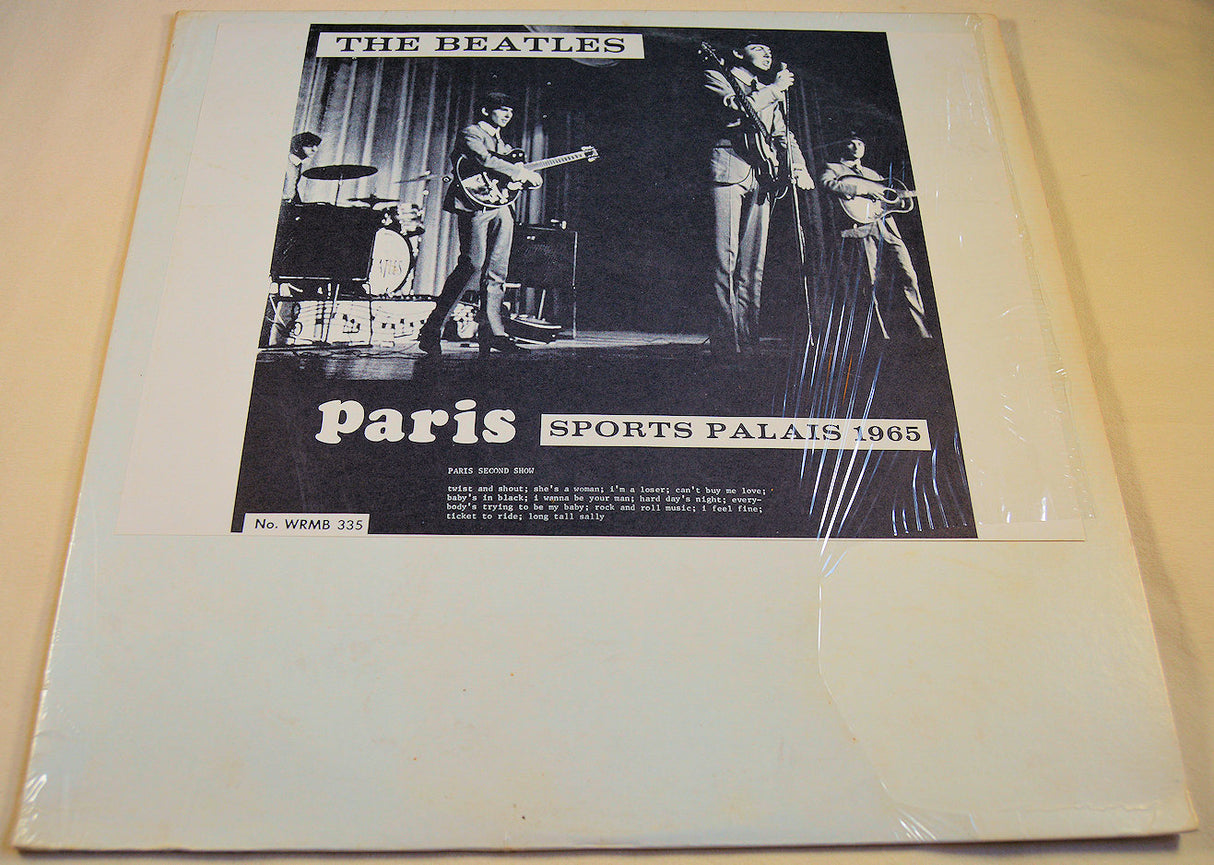 THE BEATLES
ATLES
paris
SPORTS PALAIS 1965
PARIS SECOND SHOW
twist and shout; she's a woman; i'm a loser; can't buy me love;
baby's in black; i wanna be your man; hard day's night; every-
body's trying to be my baby; rock and roll music; i feel fine;
ticket to ride; long tall sally
No. WRMB 335